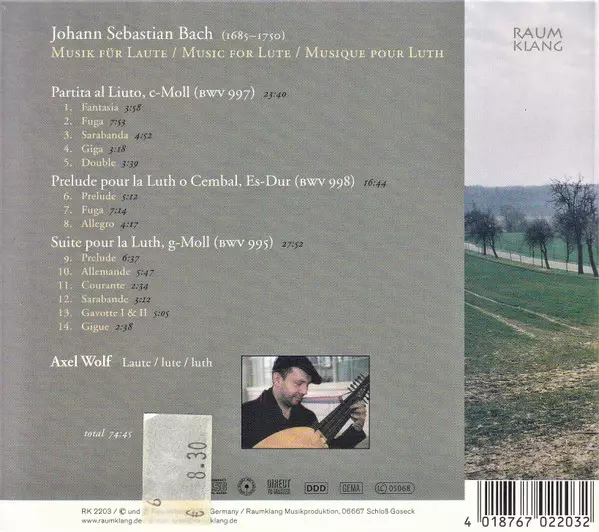 Johann Sebastian Bach (1685–1750)
Musik für Laute / Music for Lute / Musique pour Luth
RAUM
KLANG
Partita al Liuto, c-Moll (BWV 997) 23:40
1. Fantasia 3:58
2. Fuga 7:53
3. Sarabanda 4:52
4. Giga 3:18
5. Double 3:39
Prelude pour la Luth o Cembal, Es-Dur (BWV 998) 16:44
6. Prelude 5:12
7. Fuga 7:14
8. Allegro 4:17
Suite pour la Luth, g-Moll (BWV 995) 27:52
9. Prelude 6:37
10. Allemande 5:47
11. Courante 2:34
12. Sarabande 3:12
13. Gavotte I & II 5:05
14. Gigue 2:38
Axel Wolf Laute / lute / luth
total 74:45
€ 8.30
DDD GEMA LC 05068
RK 2203 / © und
Germany / Raumklang Musikproduktion, 06667 Schloß Goseck
www.raumklang.de
4 018767 022032